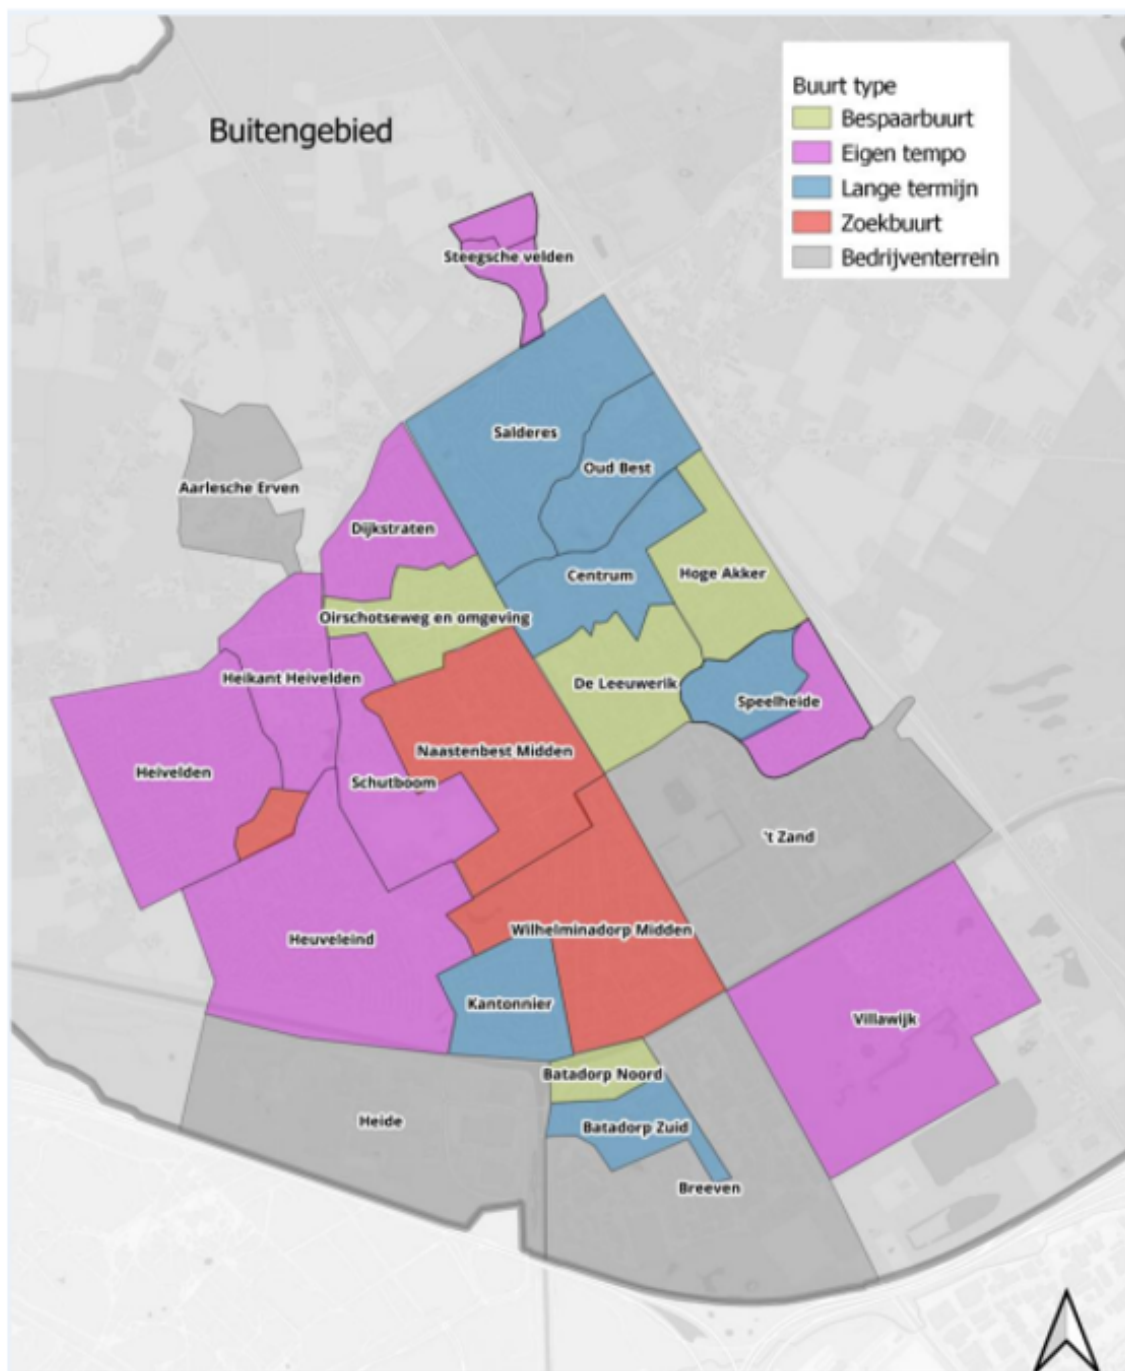 Buurt type
Bespaarbuurt
Eigen tempo
Lange termijn
Zoekbuurt
Bedrijventerrein
Buitengebied
Steegsche velden
Salderes
Oud Best
Aarlesche Erven
Dijkstraten
Centrum
Hoge Akker
Oirschotseweg en omgeving
Heikant Heivelden
De Leeuwerik
Speelheide
Naastenbest Midden
Heivelden
Schutboom
't Zand
Wilhelminadorp Midden
Heuveleind
Kantonnier
Villawijk
Batadorp Noord
Heide
Batadorp Zuid
Breeven